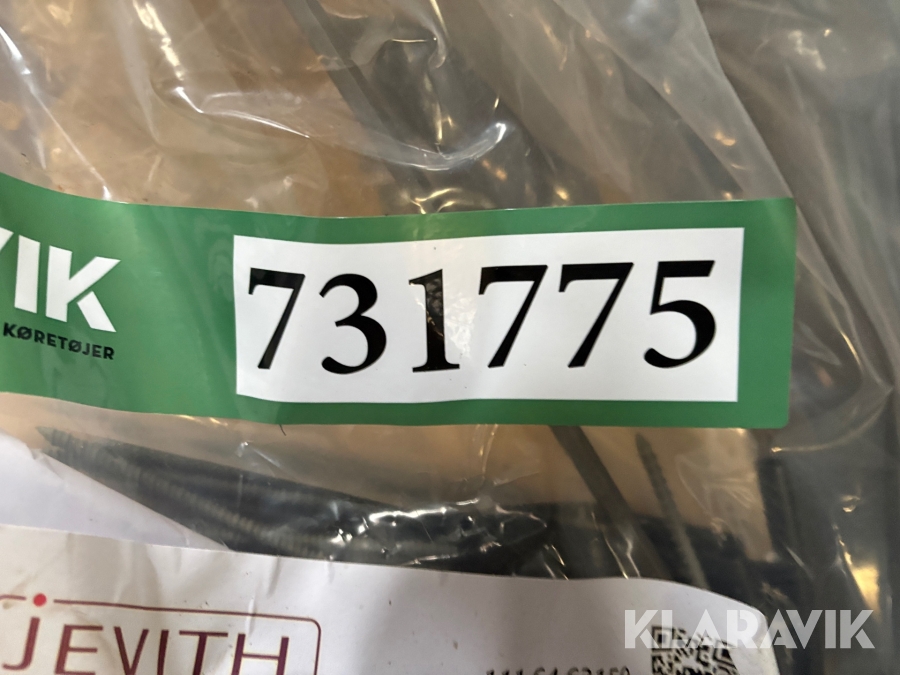 VIK
KØRETØJER
731775
JEVITH
KLARAVIK